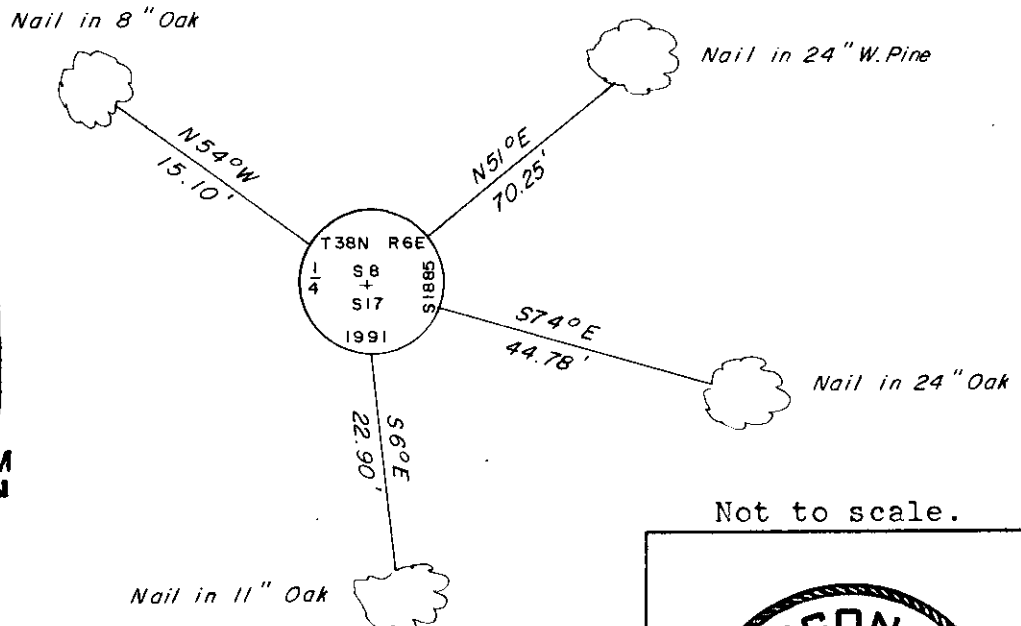 Nail in 8" Oak
Nail in 24" W. Pine
N54°W
15.10'
N51°E
70.25'
T38N R6E
1/4
S8
+
S17
S1885
1991
S74°E
44.78'
Nail in 24" Oak
S6°E
22.90'
Nail in 11" Oak
Not to scale.